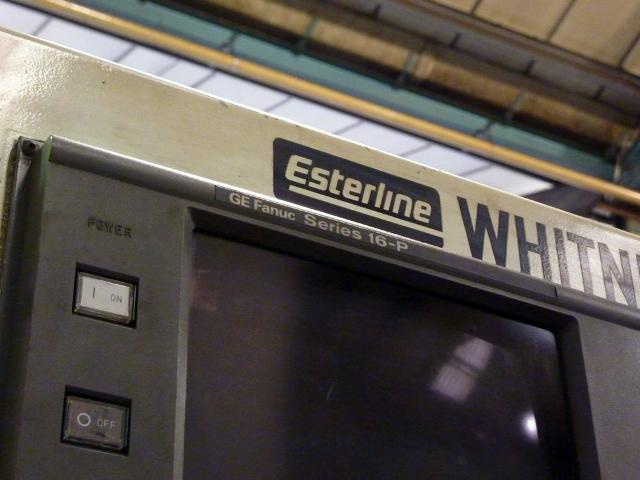 Esterline
WHITN
GE Fanuc Series 16-P
POWER
I ON
O OFF